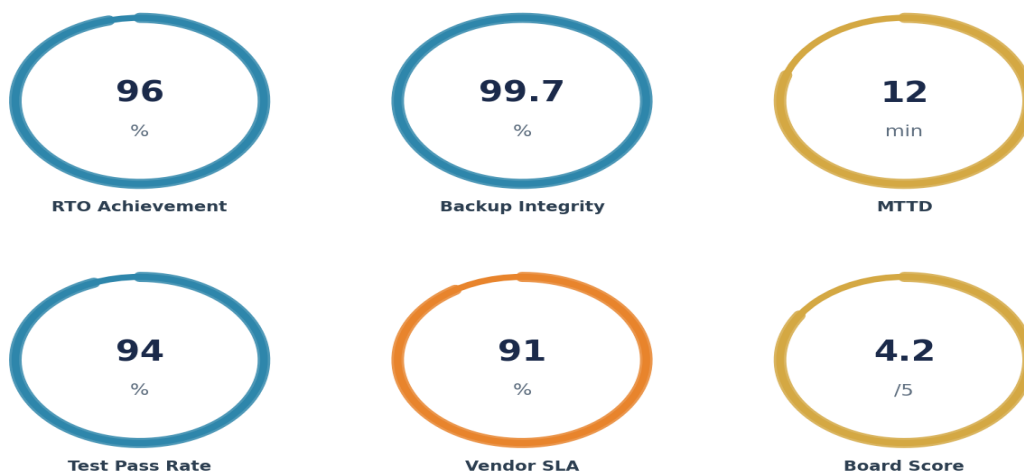 96
%
RTO Achievement
99.7
%
Backup Integrity
12
min
MTTD
94
%
Test Pass Rate
91
%
Vendor SLA
4.2
/5
Board Score